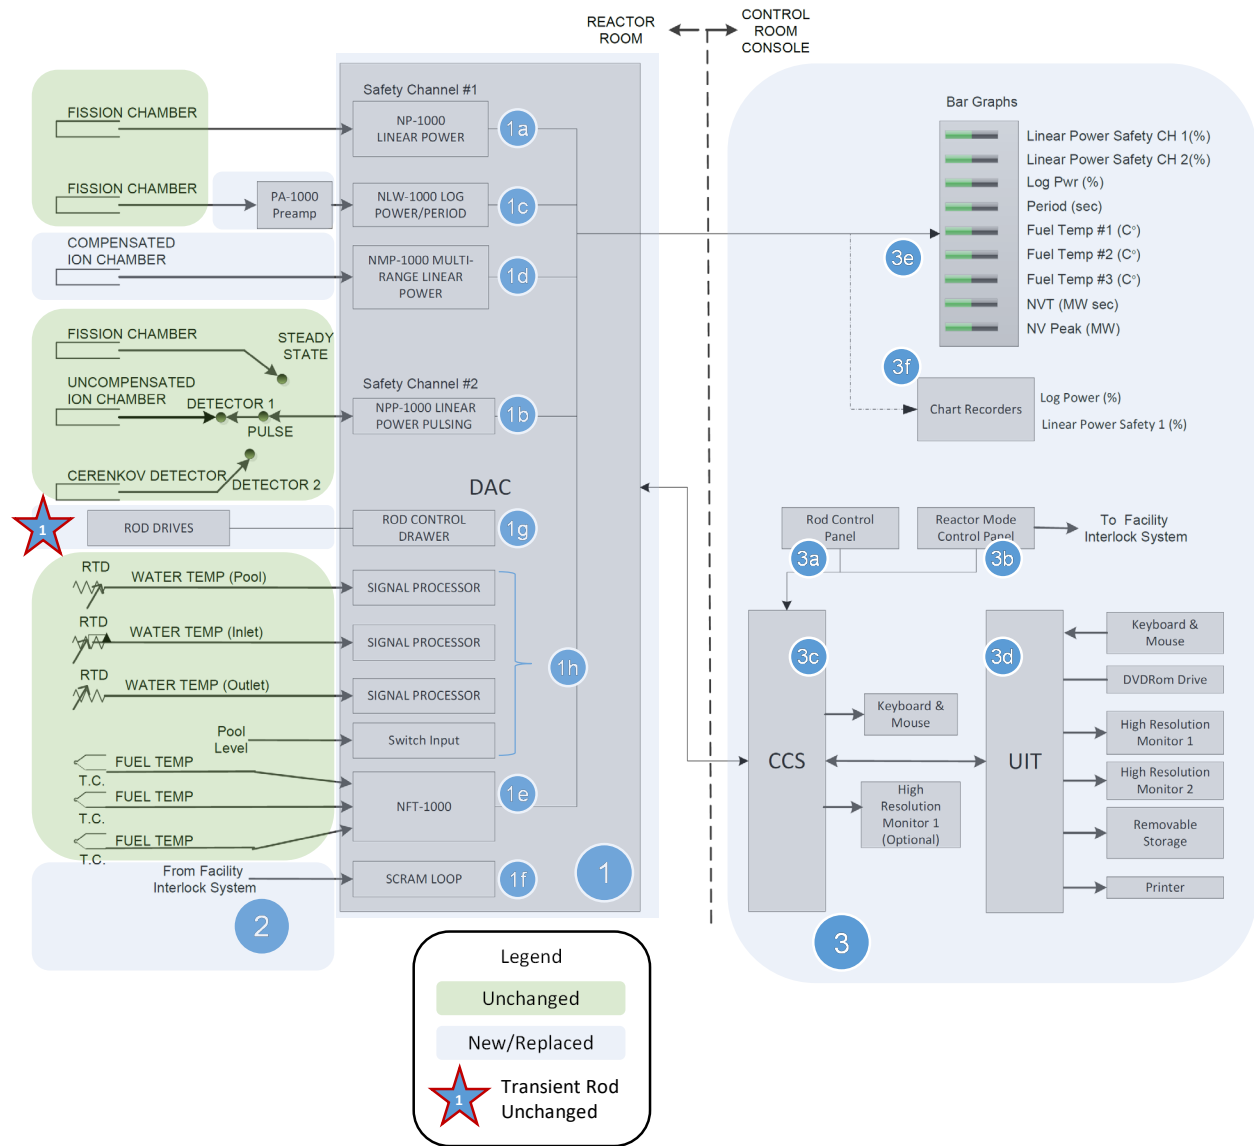 REACTOR
ROOM
CONTROL
ROOM
CONSOLE
FISSION CHAMBER
Safety Channel #1
NP-1000
LINEAR POWER
1a
FISSION CHAMBER
PA-1000
Preamp
NLW-1000 LOG
POWER/PERIOD
1c
COMPENSATED
ION CHAMBER
NMP-1000 MULTI-
RANGE LINEAR
POWER
1d
FISSION CHAMBER
STEADY
STATE
UNCOMPENSATED
ION CHAMBER
DETECTOR 1
PULSE
Safety Channel #2
NPP-1000 LINEAR
POWER PULSING
1b
CERENKOV DETECTOR
DETECTOR 2
DAC
1
ROD DRIVES
ROD CONTROL
DRAWER
1g
RTD
WATER TEMP (Pool)
SIGNAL PROCESSOR
RTD
WATER TEMP (Inlet)
SIGNAL PROCESSOR
1h
RTD
WATER TEMP (Outlet)
SIGNAL PROCESSOR
Pool
Level
Switch Input
FUEL TEMP
T.C.
FUEL TEMP
T.C.
FUEL TEMP
T.C.
NFT-1000
1e
From Facility
Interlock System
SCRAM LOOP
1f
1
2
Bar Graphs
Linear Power Safety CH 1(%)
Linear Power Safety CH 2(%)
Log Pwr (%)
Period (sec)
Fuel Temp #1 (C°)
Fuel Temp #2 (C°)
Fuel Temp #3 (C°)
NVT (MW sec)
NV Peak (MW)
3e
3f
Chart Recorders
Log Power (%)
Linear Power Safety 1 (%)
Rod Control
Panel
3a
Reactor Mode
Control Panel
3b
To Facility
Interlock System
3c
CCS
Keyboard &
Mouse
High
Resolution
Monitor 1
(Optional)
3d
UIT
Keyboard &
Mouse
DVDRom Drive
High Resolution
Monitor 1
High Resolution
Monitor 2
Removable
Storage
Printer
3
Legend
Unchanged
New/Replaced
1
Transient Rod
Unchanged